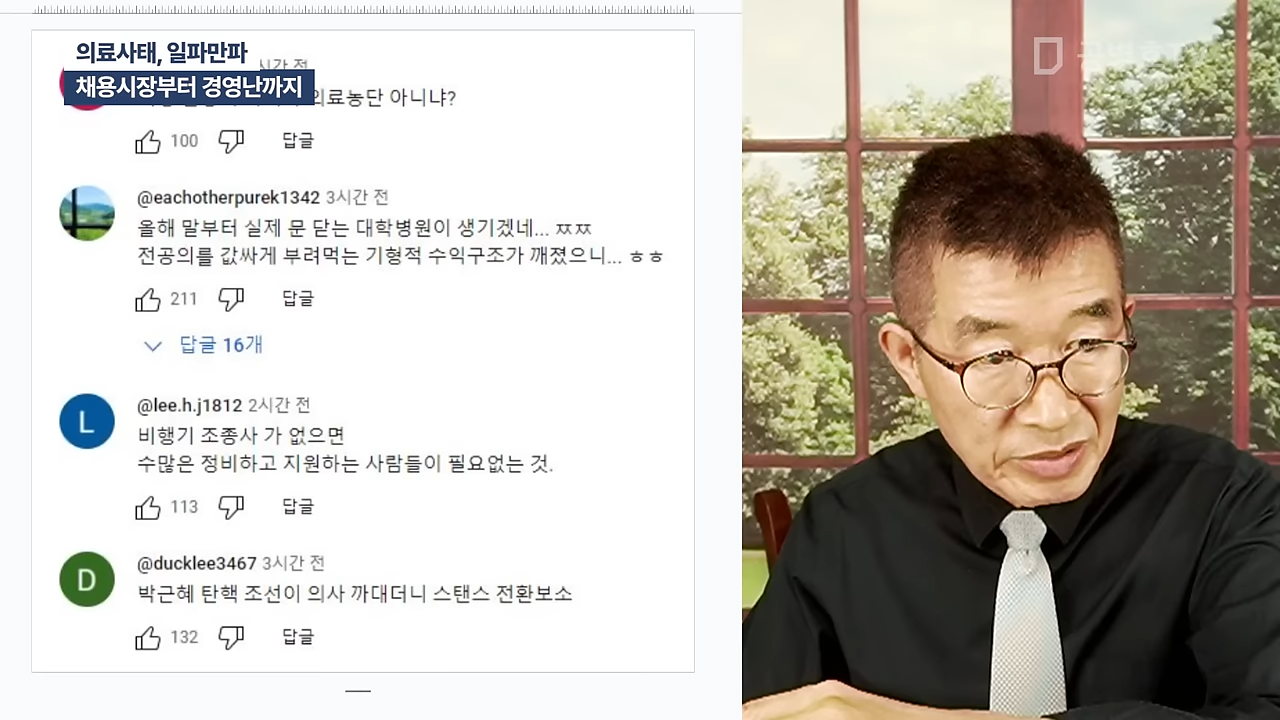 의료사태, 일파만파
채용시장부터 경영난까지
시간 전
의료농단 아니냐?
100 답글
@eachotherpurek1342 3시간 전
올해 말부터 실제 문 닫는 대학병원이 생기겠네... ㅉㅉ
전공의를 값싸게 부려먹는 기형적 수익구조가 깨졌으니... ㅎㅎ
211 답글
답글 16개
L
@lee.h.j1812 2시간 전
비행기 조종사 가 없으면
수많은 정비하고 지원하는 사람들이 필요없는 것.
113 답글
D
@ducklee3467 3시간 전
박근혜 탄핵 조선이 의사 까대더니 스탠스 전환보소
132 답글